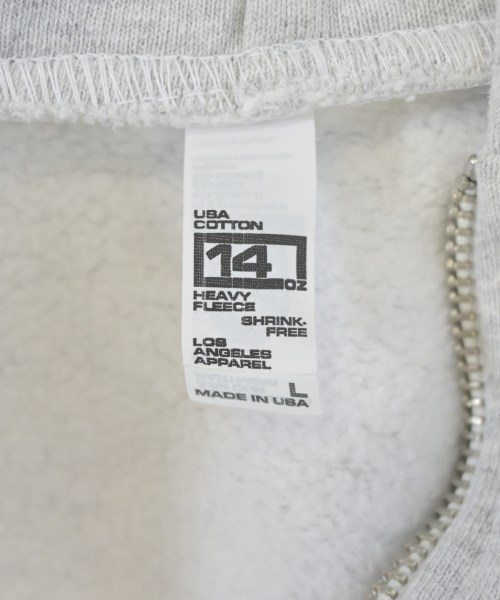 USA
COTTON
14
OZ
HEAVY
FLEECE
SHRINK-
FREE
LOS
ANGELES
APPAREL
L
MADE IN USA